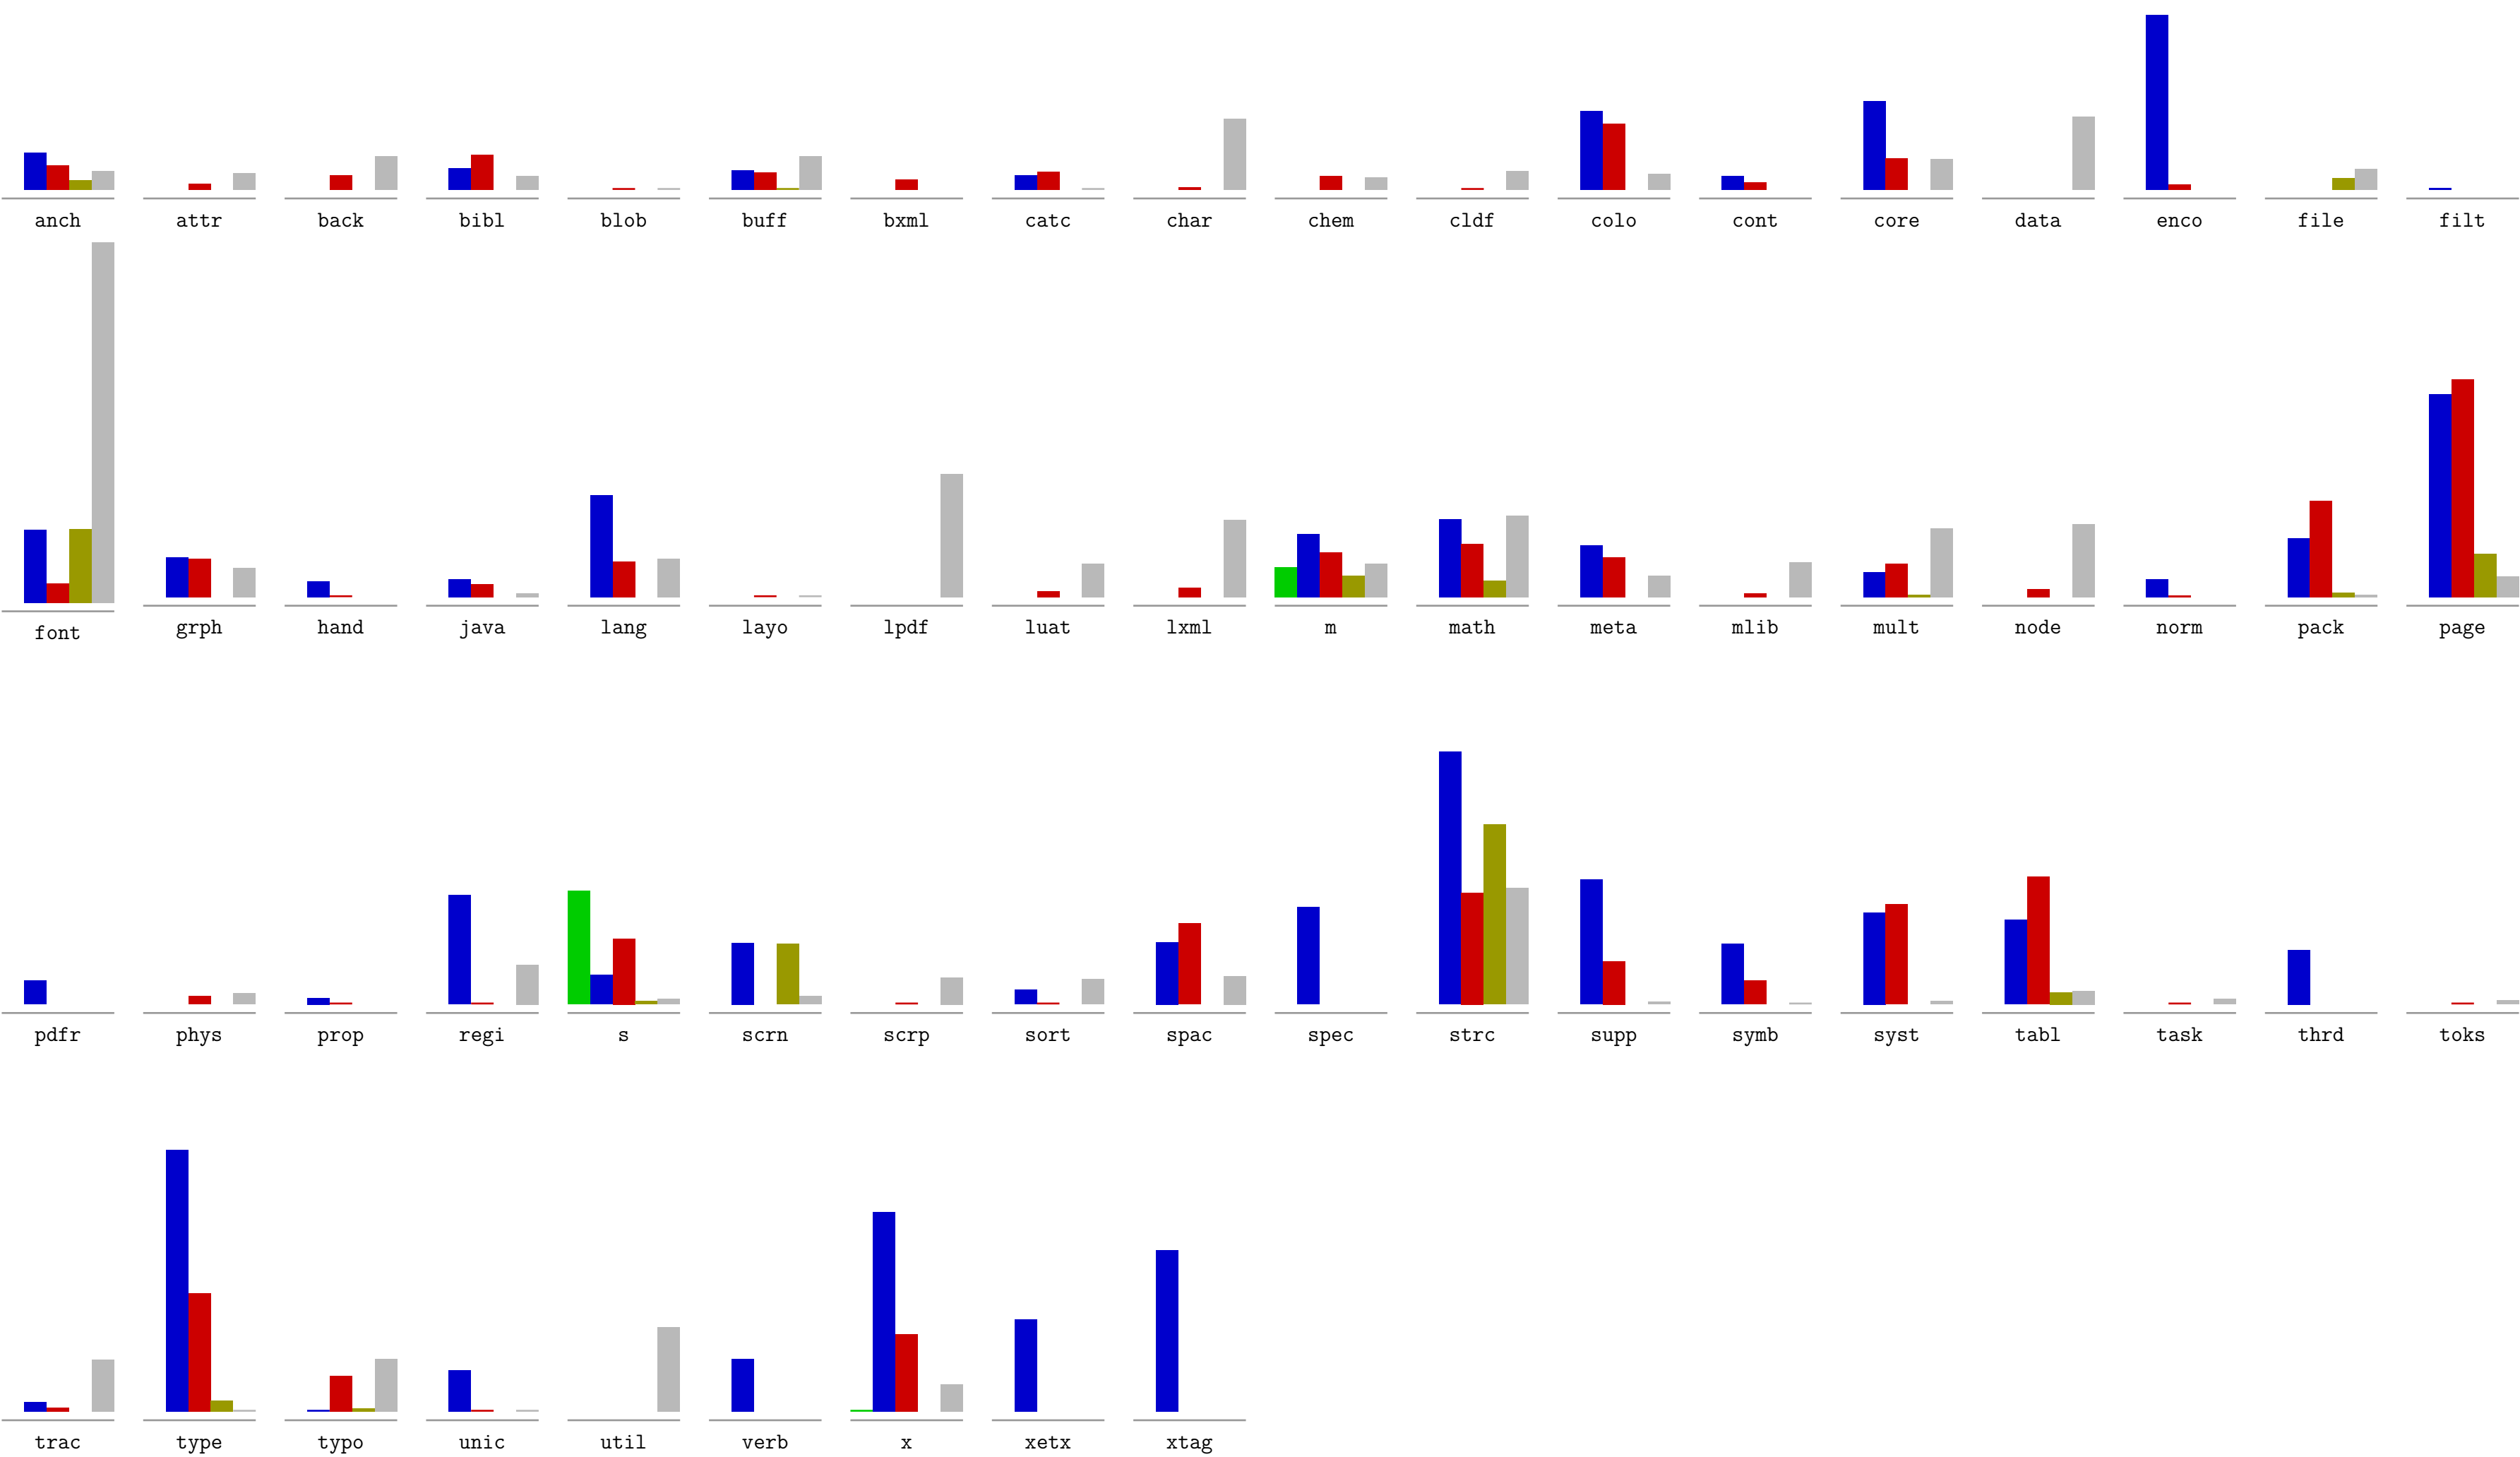 anch attr back bibl blob buff bxml catc char chem cldf colo cont core data enco file filt
font grph hand java lang layo lpdf luat lxml m math meta mlib mult node norm pack page
pdfr phys prop regi s scrn scrp sort spac spec strc supp symb syst tabl task thrd toks
trac type typo unic util verb x xetx xtag